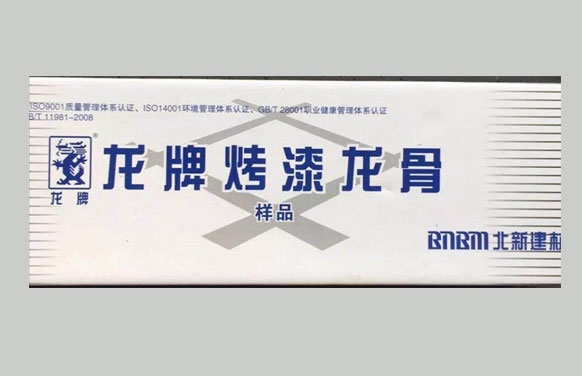 ISO9001质量管理体系认证、ISO14001环境管理体系认证、GB/T 28001职业健康管理体系认证
B/T 11981-2008
龙牌烤漆龙骨
®
龙牌
样品
BNBM 北新建材